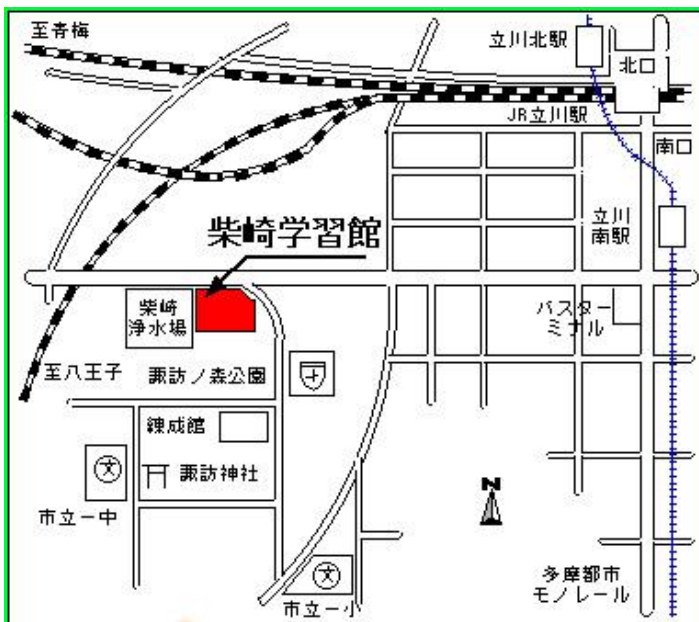 至青梅
立川北駅
北口
JR立川駅
南口
柴崎学習館
立川
南駅
柴崎
浄水場
バスター
ミナル
至八王子
諏訪ノ森公園
錬成館
文
諏訪神社
N
市立一中
文
市立一小
多摩都市
モノレール